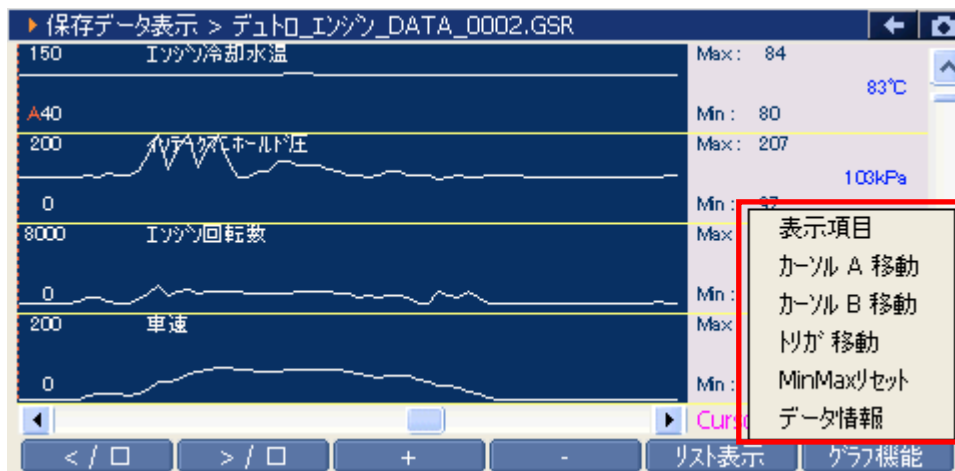 保存データ表示 > デュトロ_エンジン_DATA_0002.GSR
150 エンジン冷却水温 Max: 84
83℃
A40 Min: 80
200 インテークマニホールド圧 Max: 207
103kPa
0 Min: 97
8000 エンジン回転数 Max
0 Min:
200 車速 Max
0 Min:
表示項目
カーソル A 移動
カーソル B 移動
トリガ 移動
MinMaxリセット
データ情報
Curso
< / ロ > / ロ + - リスト表示 グラフ機能